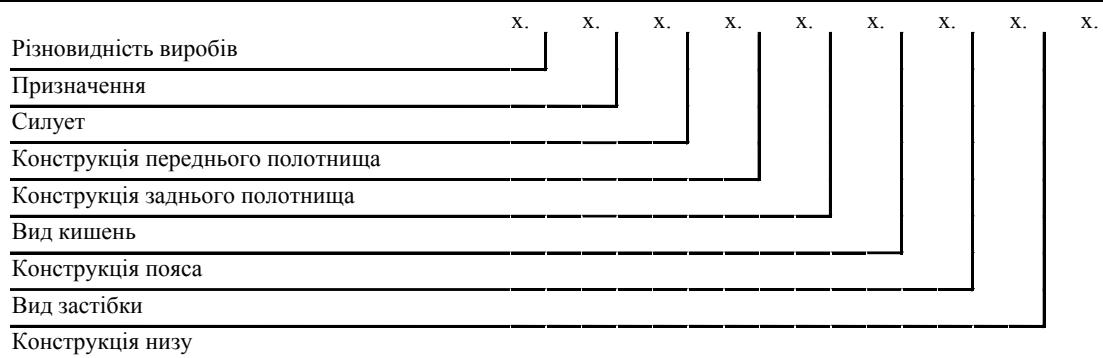 х. х. х. х. х. х. х. х. х.
Різновидність виробів
Призначення
Силует
Конструкція переднього полотнища
Конструкція заднього полотнища
Вид кишень
Конструкція пояса
Вид застібки
Конструкція низу